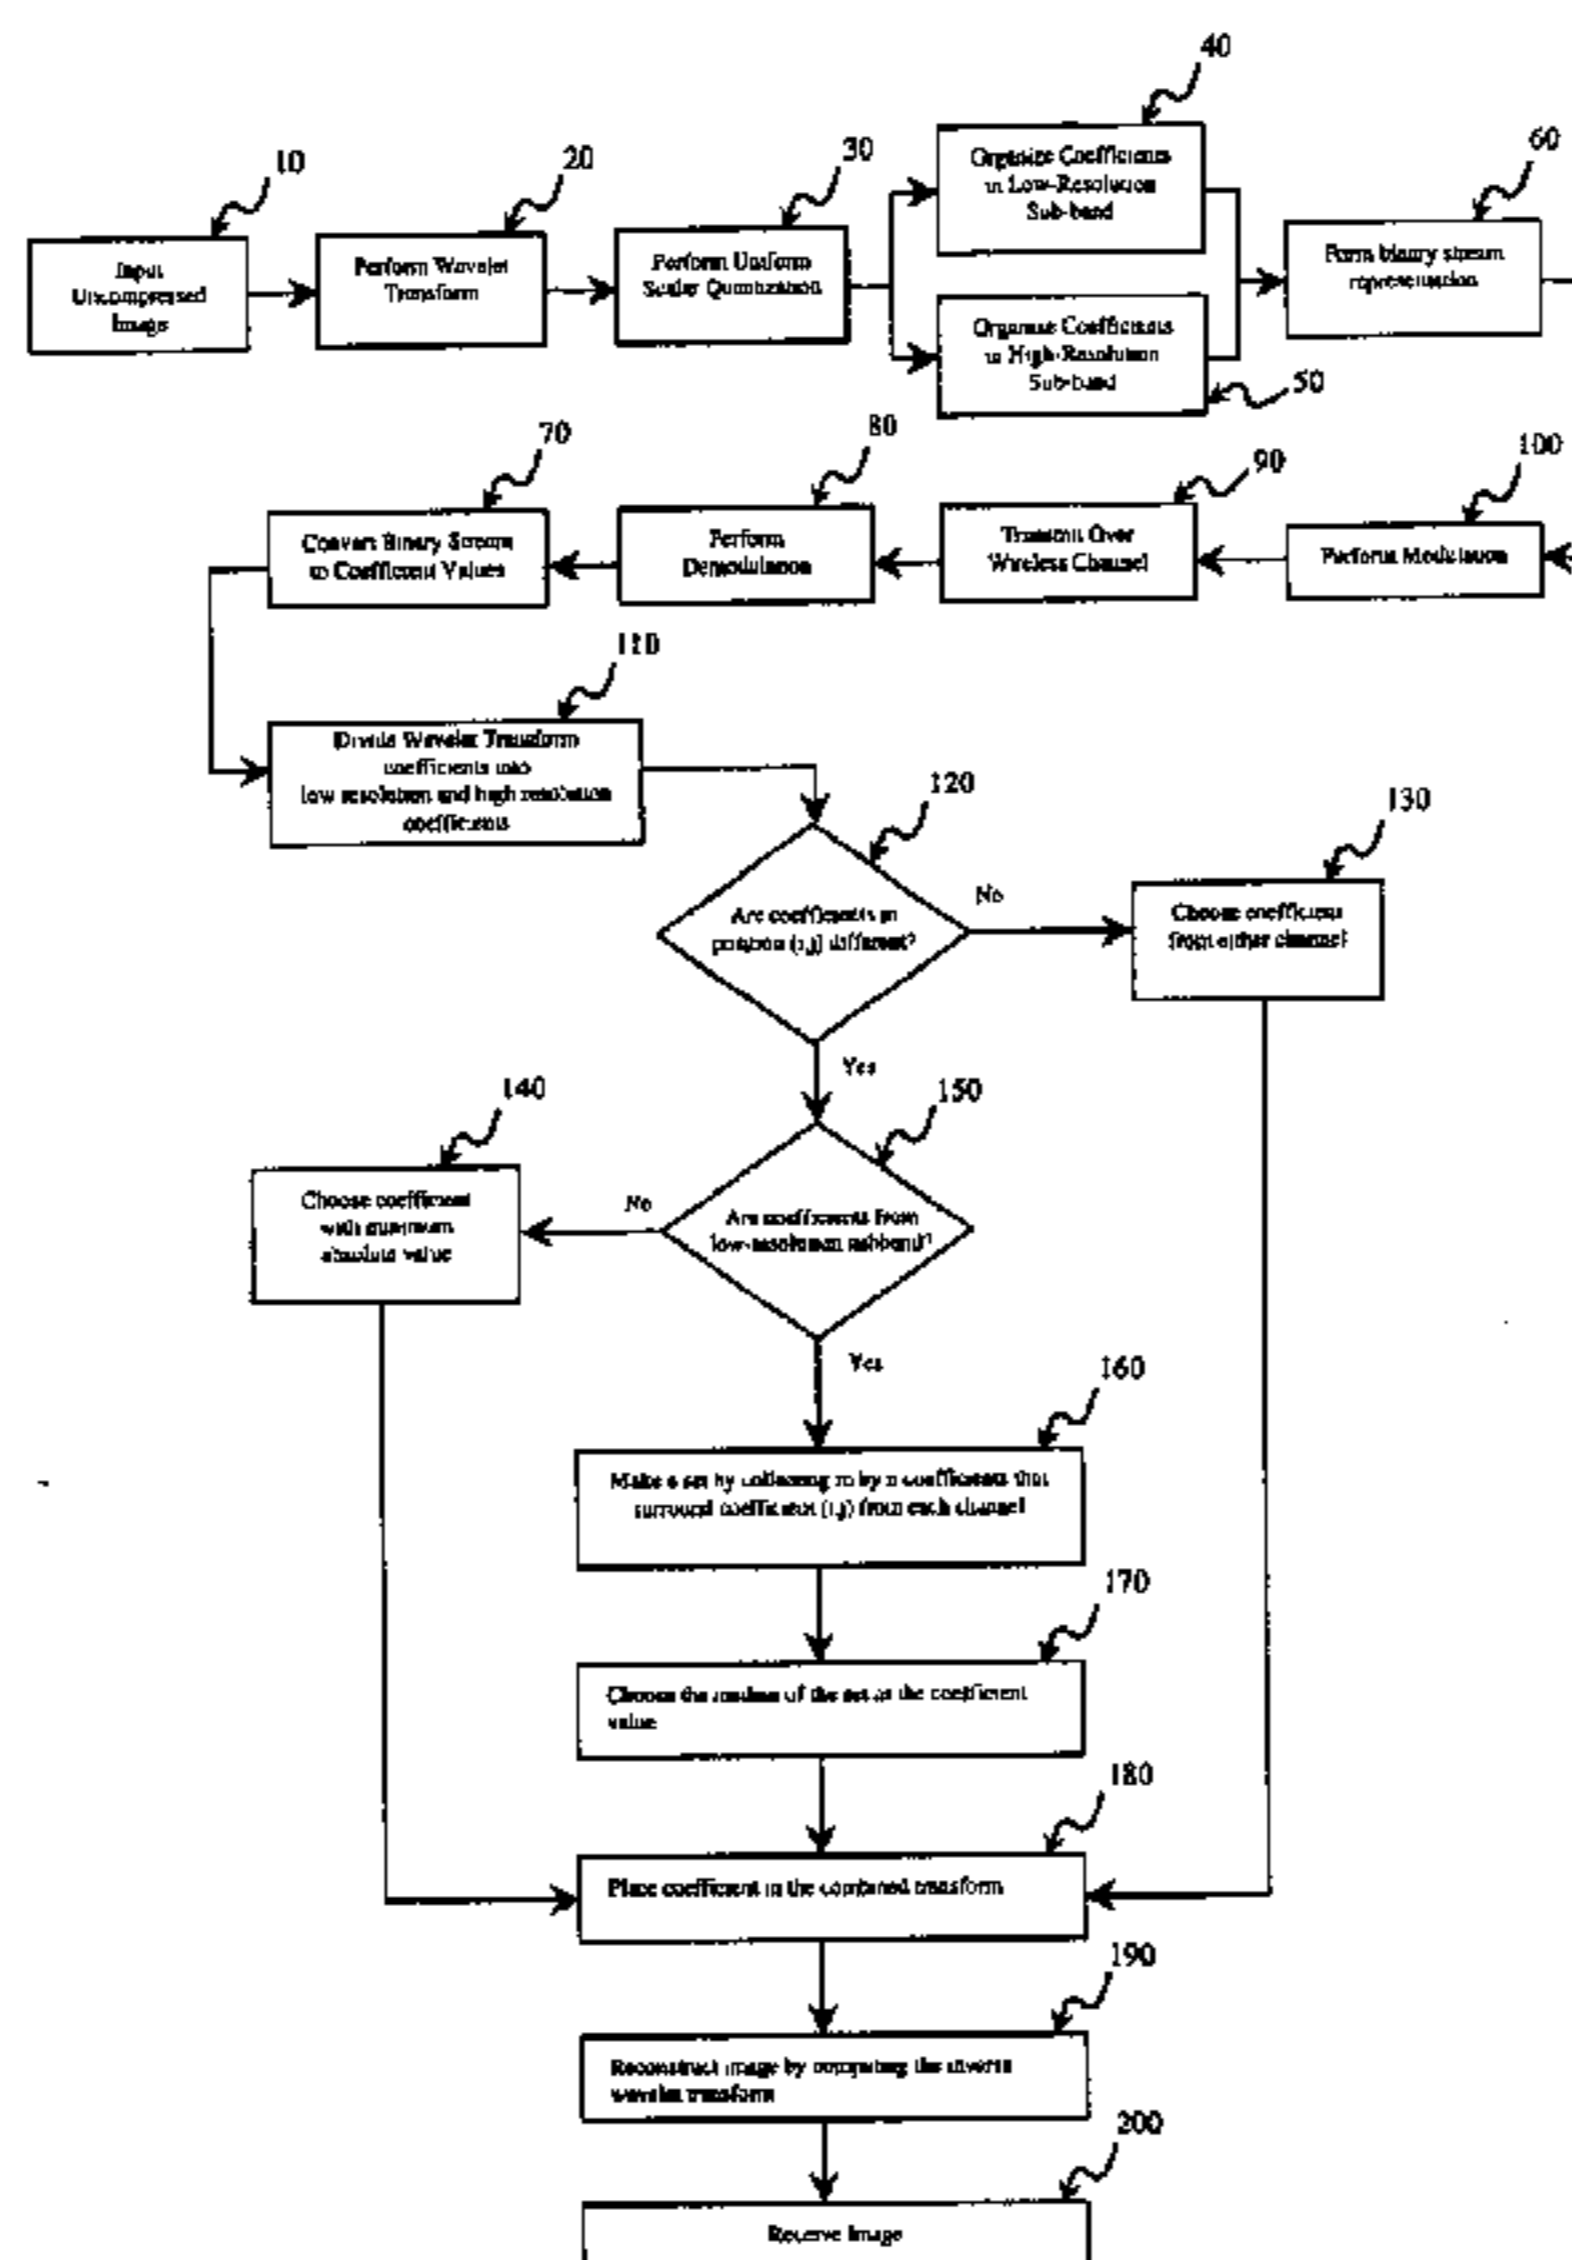 10
Input
Uncompressed
Image
20
Perform Wavelet
Transform
30
Perform Uniform
Scalar Quantization
40
Organize Coefficients
in Low-Resolution
Sub-band
Organize Coefficients
in High-Resolution
Sub-band
50
60
Form binary stream
representation
70
Convert Binary Stream
to Coefficient Values
80
Perform
Demodulation
90
Transmit Over
Wireless Channel
100
Perform Modulation
110
Divide Wavelet Transform
coefficients into
low resolution and high resolution
coefficients
120
Are coefficients in
position (i,j) different?
No
130
Choose coefficient
from either channel
Yes
140
Choose coefficient
with minimum
absolute value
No
150
Are coefficients from
low-resolution subband?
Yes
160
Make a set by collecting m by n coefficients that
surround coefficient (i,j) from each channel
170
Choose the median of the set as the coefficient
value
180
Place coefficient in the combined transform
190
Reconstruct image by computing the inverse
wavelet transform
200
Receive Image